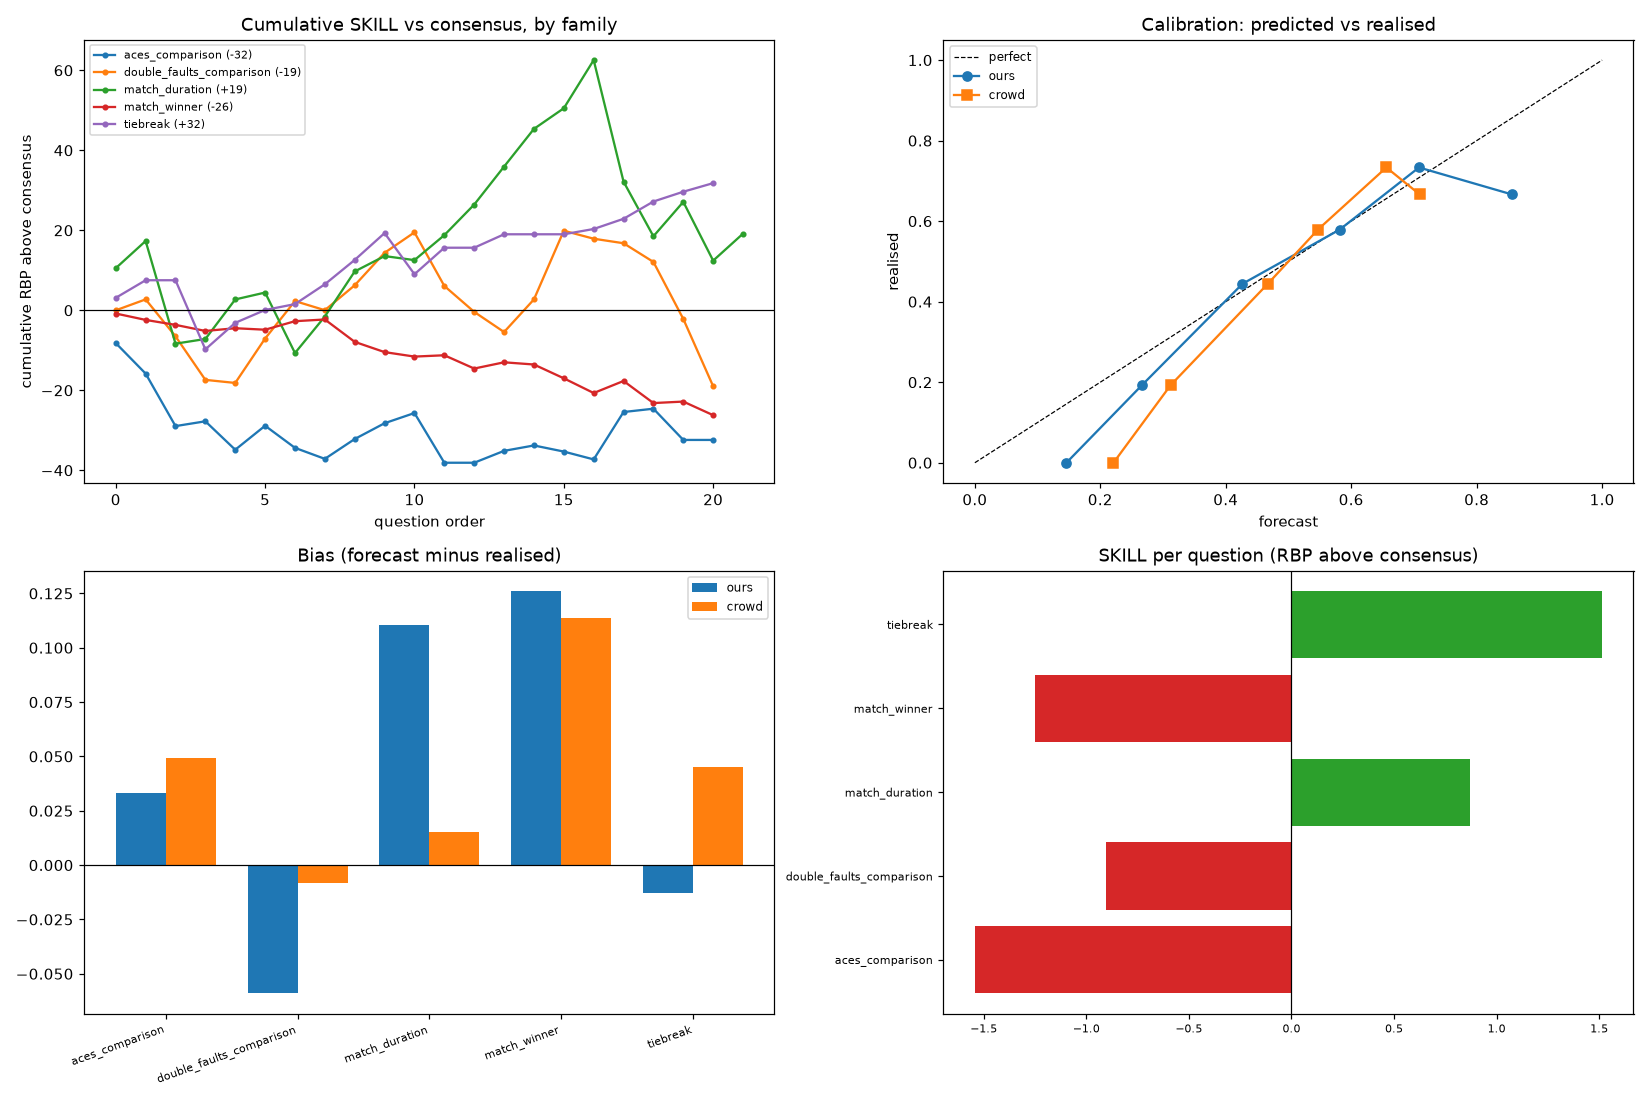 Cumulative SKILL vs consensus, by family
aces_comparison (-32)
double_faults_comparison (-19)
match_duration (+19)
match_winner (-26)
tiebreak (+32)
60
40
20
0
−20
−40
cumulative RBP above consensus
0
5
10
15
20
question order
Calibration: predicted vs realised
perfect
ours
crowd
1.0
0.8
0.6
0.4
0.2
0.0
realised
0.0
0.2
0.4
0.6
0.8
1.0
forecast
Bias (forecast minus realised)
ours
crowd
0.125
0.100
0.075
0.050
0.025
0.000
−0.025
−0.050
aces_comparison
double_faults_comparison
match_duration
match_winner
tiebreak
SKILL per question (RBP above consensus)
tiebreak
match_winner
match_duration
double_faults_comparison
aces_comparison
−1.5
−1.0
−0.5
0.0
0.5
1.0
1.5